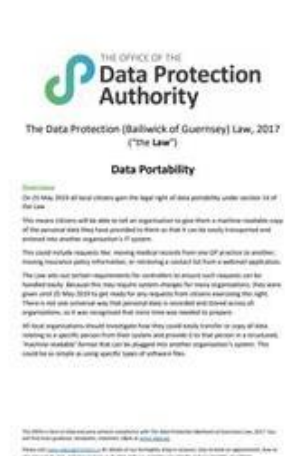 THE OFFICE OF THE
Data Protection
Authority
The Data Protection (Bailiwick of Guernsey) Law, 2017
("the Law")
Data Portability
Overview
On 25 May 2019 all local citizens gain the legal right of data portability under section 14 of
the Law
This means citizens will be able to tell an organisation to give them a machine readable copy
of the personal data they have provided to them so that it can be easily transported and
entered into another organisation's IT system.
This could include requests like: moving medical records from one GP practice to another,
moving insurance policy information, or retrieving a contact list from a webmail application.
The Law sets out certain requirements for controllers to ensure such requests can be
handled easily. Because this may require system changes for many organisations, they were
given until 25 May 2019 to get ready for any requests from citizens exercising this right.
There is not one universal way that personal data is recorded and stored across all
organisations, so it was recognised that more time was needed to prepare.
All local organisations should investigate how they could easily transfer or copy all data
relating to a specific person from their system and provide it to that person in a structured,
'machine readable' format that can be plugged into another organisation's system. This
could be as simple as using specific types of software files.